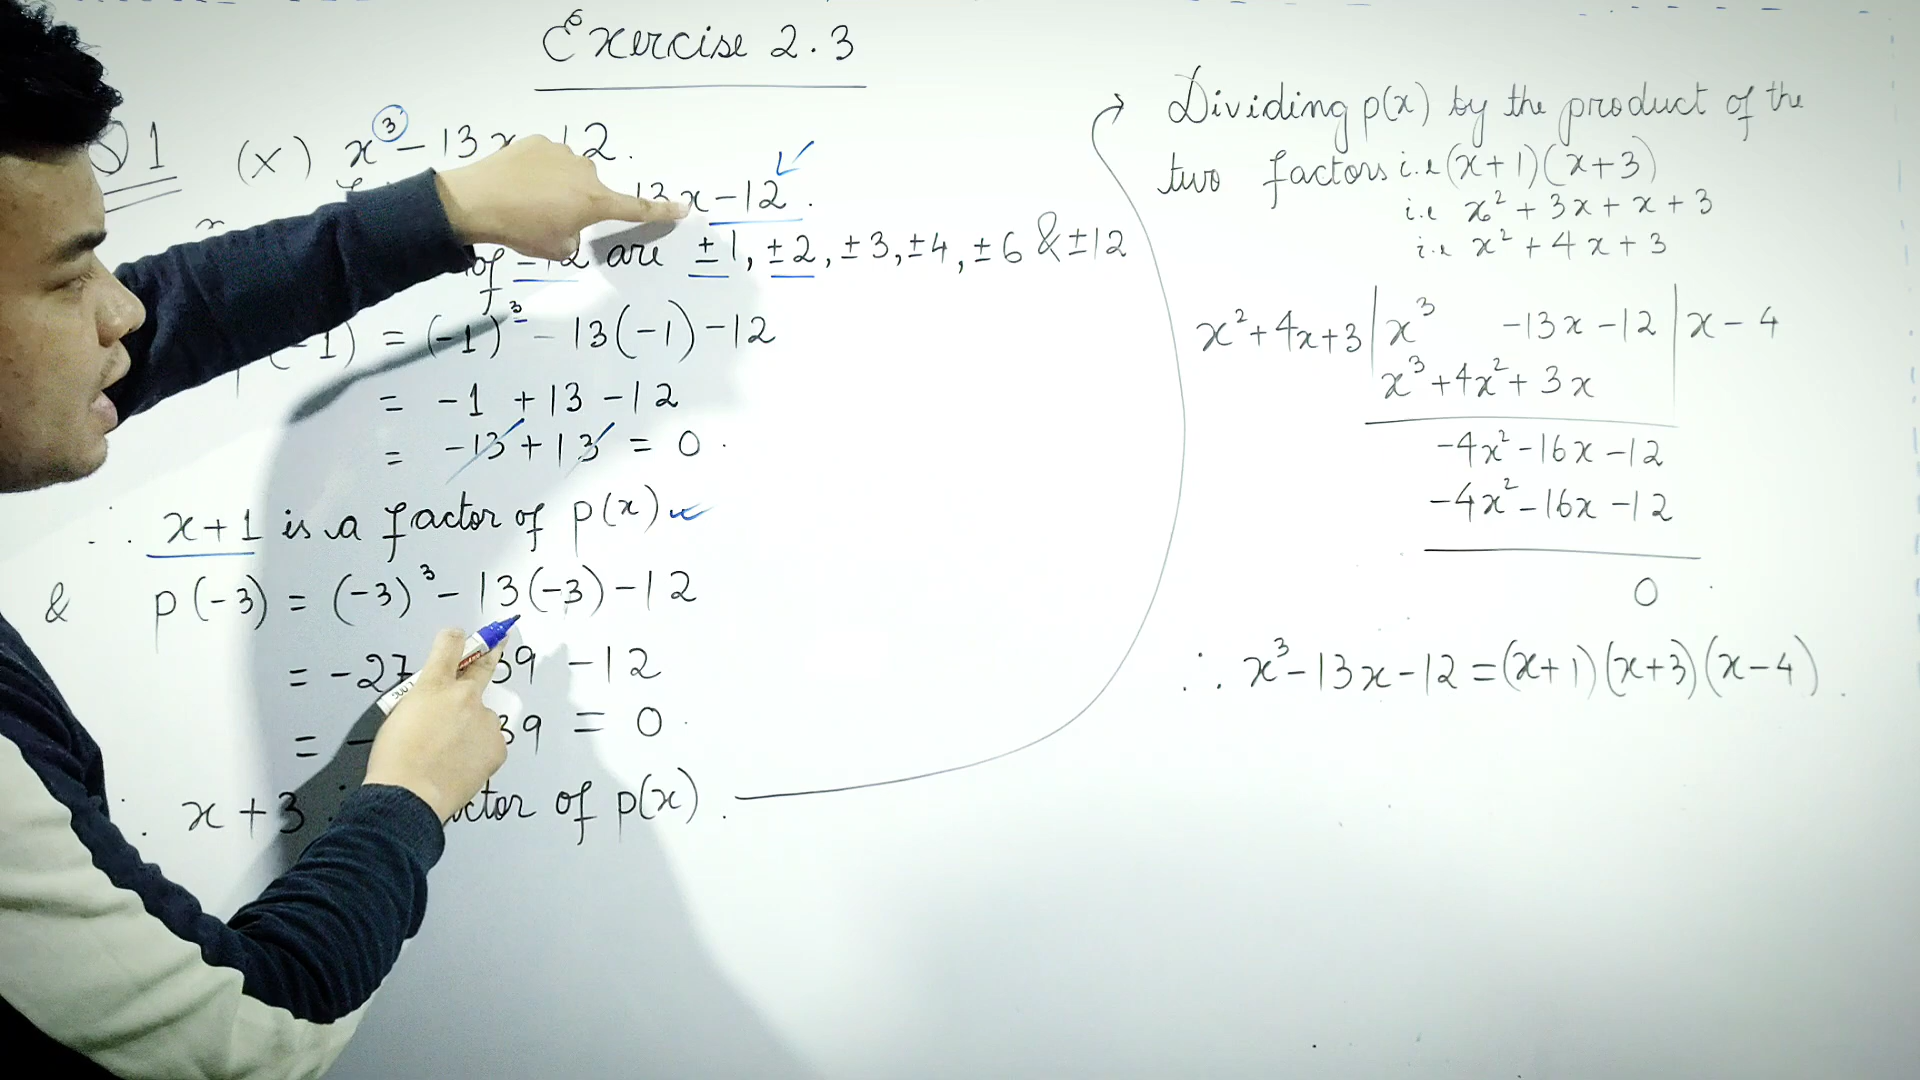 Exercise 2.3
Q1 (x) x³ - 13x - 12.
13x - 12.
of -12 are ±1, ±2, ±3, ±4, ±6 & ±12
-1) = (-1)³ - 13(-1) - 12
= -1 + 13 - 12
= -13 + 13 = 0.
∴ x+1 is a factor of p(x)
& p(-3) = (-3)³ - 13(-3) - 12
= -27 39 - 12
= - 39 = 0.
∴ x + 3 of p(x).
Dividing p(x) by the product of the
two factors i.e (x+1)(x+3)
i.e x² + 3x + x + 3
i.e x² + 4x + 3
x² + 4x + 3 | x³ - 13x - 12 | x - 4
x³ + 4x² + 3x
-4x² - 16x - 12
-4x² - 16x - 12
0.
∴ x³ - 13x - 12 = (x+1)(x+3)(x-4).